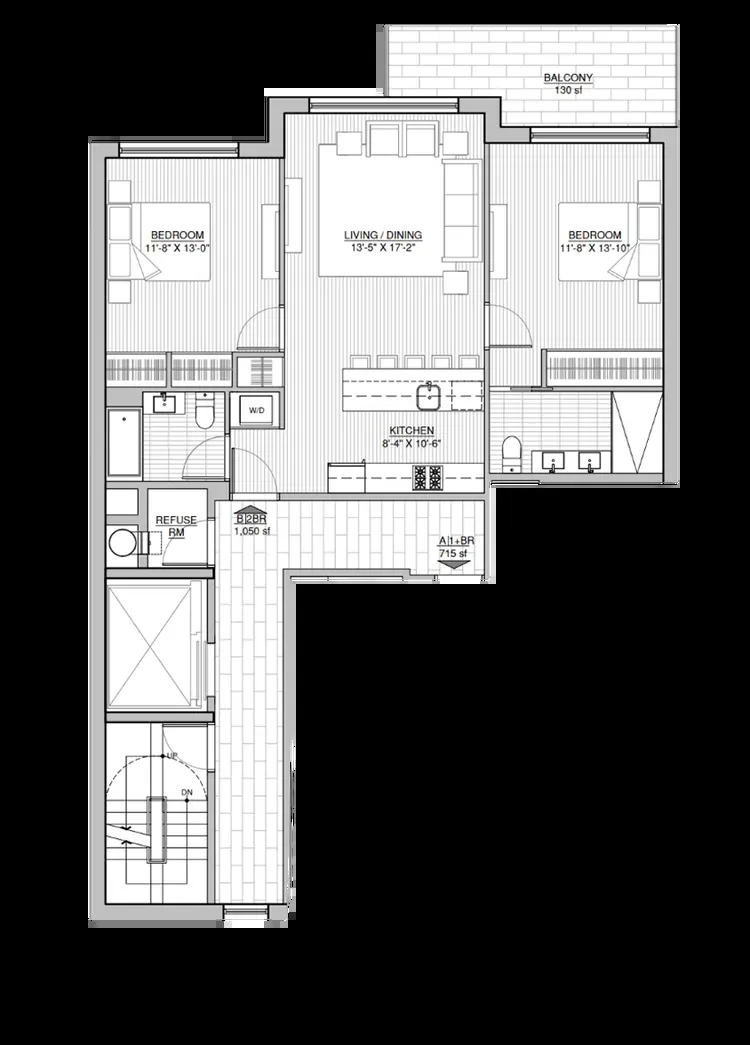 BALCONY
130 sf
BEDROOM
11'-8" X 13'-0"
LIVING / DINING
13'-5" X 17'-2"
BEDROOM
11'-8" X 13'-10"
W/D
KITCHEN
8'-4" X 10'-6"
REFUSE
RM
B|2BR
1,050 sf
A|1+BR
715 sf
UP
DN